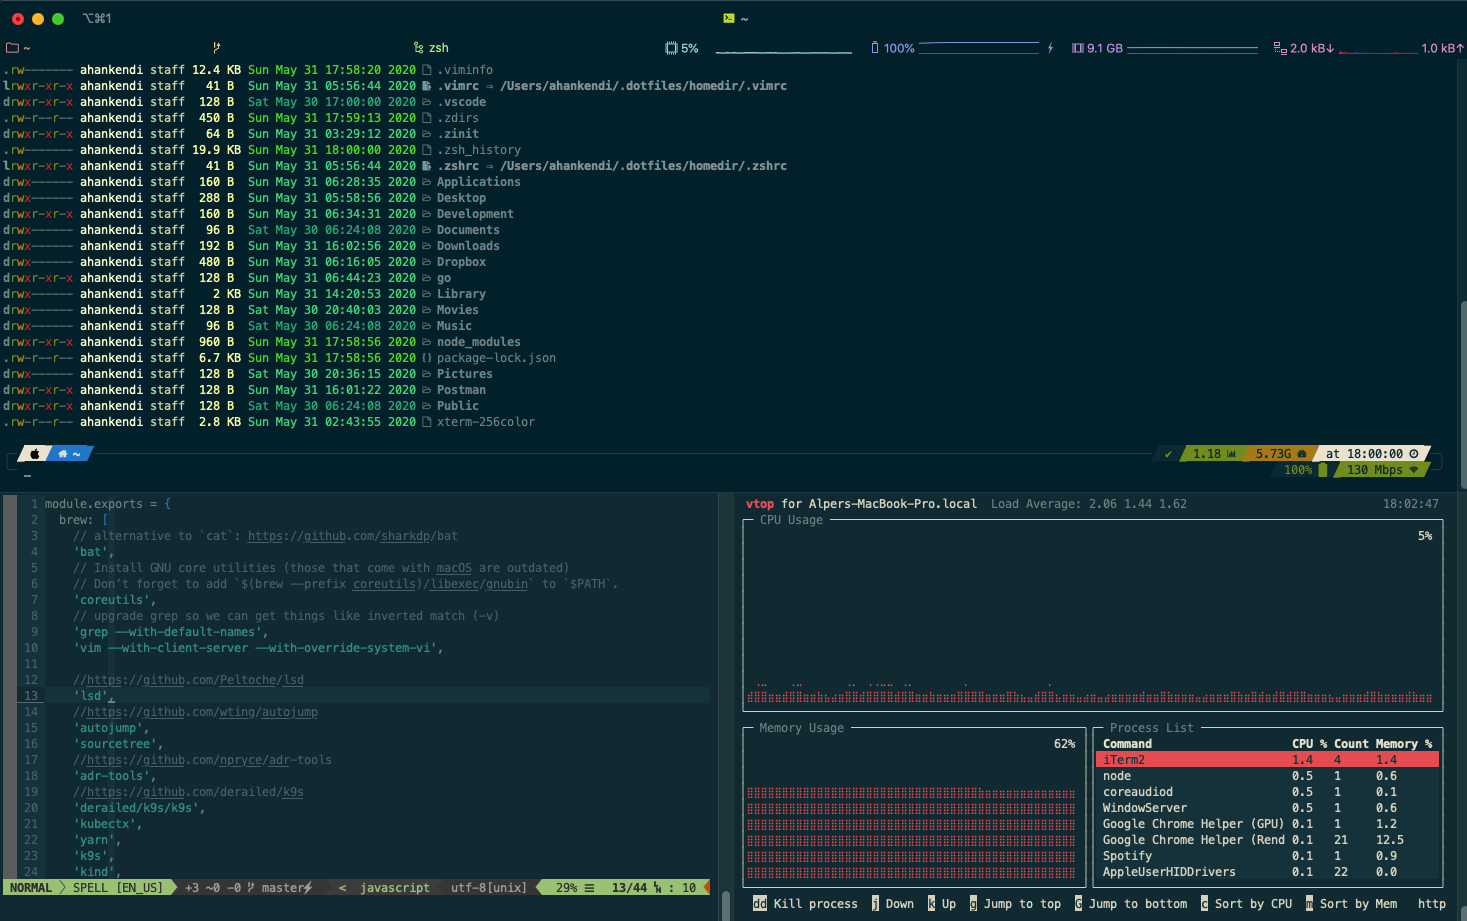 ⌥⌘1
~
~
zsh
5%
100%
9.1 GB
2.0 kB↓
1.0 kB↑
.rw------- ahankendi staff 12.4 KB Sun May 31 17:58:20 2020 .viminfo
lrwxr-xr-x ahankendi staff 41 B Sun May 31 05:56:44 2020 .vimrc ⇒ /Users/ahankendi/.dotfiles/homedir/.vimrc
drwxr-xr-x ahankendi staff 128 B Sat May 30 17:00:00 2020 .vscode
.rw-r--r-- ahankendi staff 450 B Sun May 31 17:59:13 2020 .zdirs
drwxr-xr-x ahankendi staff 64 B Sun May 31 03:29:12 2020 .zinit
.rw------- ahankendi staff 19.9 KB Sun May 31 18:00:00 2020 .zsh_history
lrwxr-xr-x ahankendi staff 41 B Sun May 31 05:56:44 2020 .zshrc ⇒ /Users/ahankendi/.dotfiles/homedir/.zshrc
drwx------ ahankendi staff 160 B Sun May 31 06:28:35 2020 Applications
drwx------ ahankendi staff 288 B Sun May 31 05:58:56 2020 Desktop
drwxr-xr-x ahankendi staff 160 B Sun May 31 06:34:31 2020 Development
drwx------ ahankendi staff 96 B Sat May 30 06:24:08 2020 Documents
drwx------ ahankendi staff 192 B Sun May 31 16:02:56 2020 Downloads
drwx------ ahankendi staff 480 B Sun May 31 06:16:05 2020 Dropbox
drwxr-xr-x ahankendi staff 128 B Sun May 31 06:44:23 2020 go
drwx------ ahankendi staff 2 KB Sun May 31 14:20:53 2020 Library
drwx------ ahankendi staff 128 B Sat May 30 20:40:03 2020 Movies
drwx------ ahankendi staff 96 B Sat May 30 06:24:08 2020 Music
drwxr-xr-x ahankendi staff 960 B Sun May 31 17:58:56 2020 node_modules
.rw-r--r-- ahankendi staff 6.7 KB Sun May 31 17:58:56 2020 {} package-lock.json
drwx------ ahankendi staff 128 B Sat May 30 20:36:15 2020 Pictures
drwxr-xr-x ahankendi staff 128 B Sun May 31 16:01:22 2020 Postman
drwxr-xr-x ahankendi staff 128 B Sat May 30 06:24:08 2020 Public
.rw-r--r-- ahankendi staff 2.8 KB Sun May 31 02:43:55 2020 xterm-256color
~
✔ 1.18 5.73G at 18:00:00
100% 130 Mbps
1 module.exports = {
2 brew: [
3 // alternative to `cat`: https://github.com/sharkdp/bat
4 'bat',
5 // Install GNU core utilities (those that come with macOS are outdated)
6 // Don't forget to add `$(brew --prefix coreutils)/libexec/gnubin` to `$PATH`.
7 'coreutils',
8 // upgrade grep so we can get things like inverted match (-v)
9 'grep --with-default-names',
10 'vim --with-client-server --with-override-system-vi',
11
12 //https://github.com/Peltoche/lsd
13 'lsd',
14 //https://github.com/wting/autojump
15 'autojump',
16 'sourcetree',
17 //https://github.com/npryce/adr-tools
18 'adr-tools',
19 //https://github.com/derailed/k9s
20 'derailed/k9s/k9s',
21 'kubectx',
22 'yarn',
23 'k9s',
24 'kind',
NORMAL SPELL [EN_US] +3 ~0 -0 master⚡ < javascript utf-8[unix] 29% ☰ 13/44 : 10
vtop for Alpers-MacBook-Pro.local Load Average: 2.06 1.44 1.62 18:02:47
CPU Usage
5%
Memory Usage
62%
Process List
Command CPU % Count Memory %
iTerm2 1.4 4 1.4
node 0.5 1 0.6
coreaudiod 0.5 1 0.1
WindowServer 0.5 1 0.6
Google Chrome Helper (GPU) 0.1 1 1.2
Google Chrome Helper (Rend 0.1 21 12.5
Spotify 0.1 1 0.9
AppleUserHIDDrivers 0.1 22 0.0
dd Kill process j Down k Up g Jump to top G Jump to bottom c Sort by CPU m Sort by Mem http